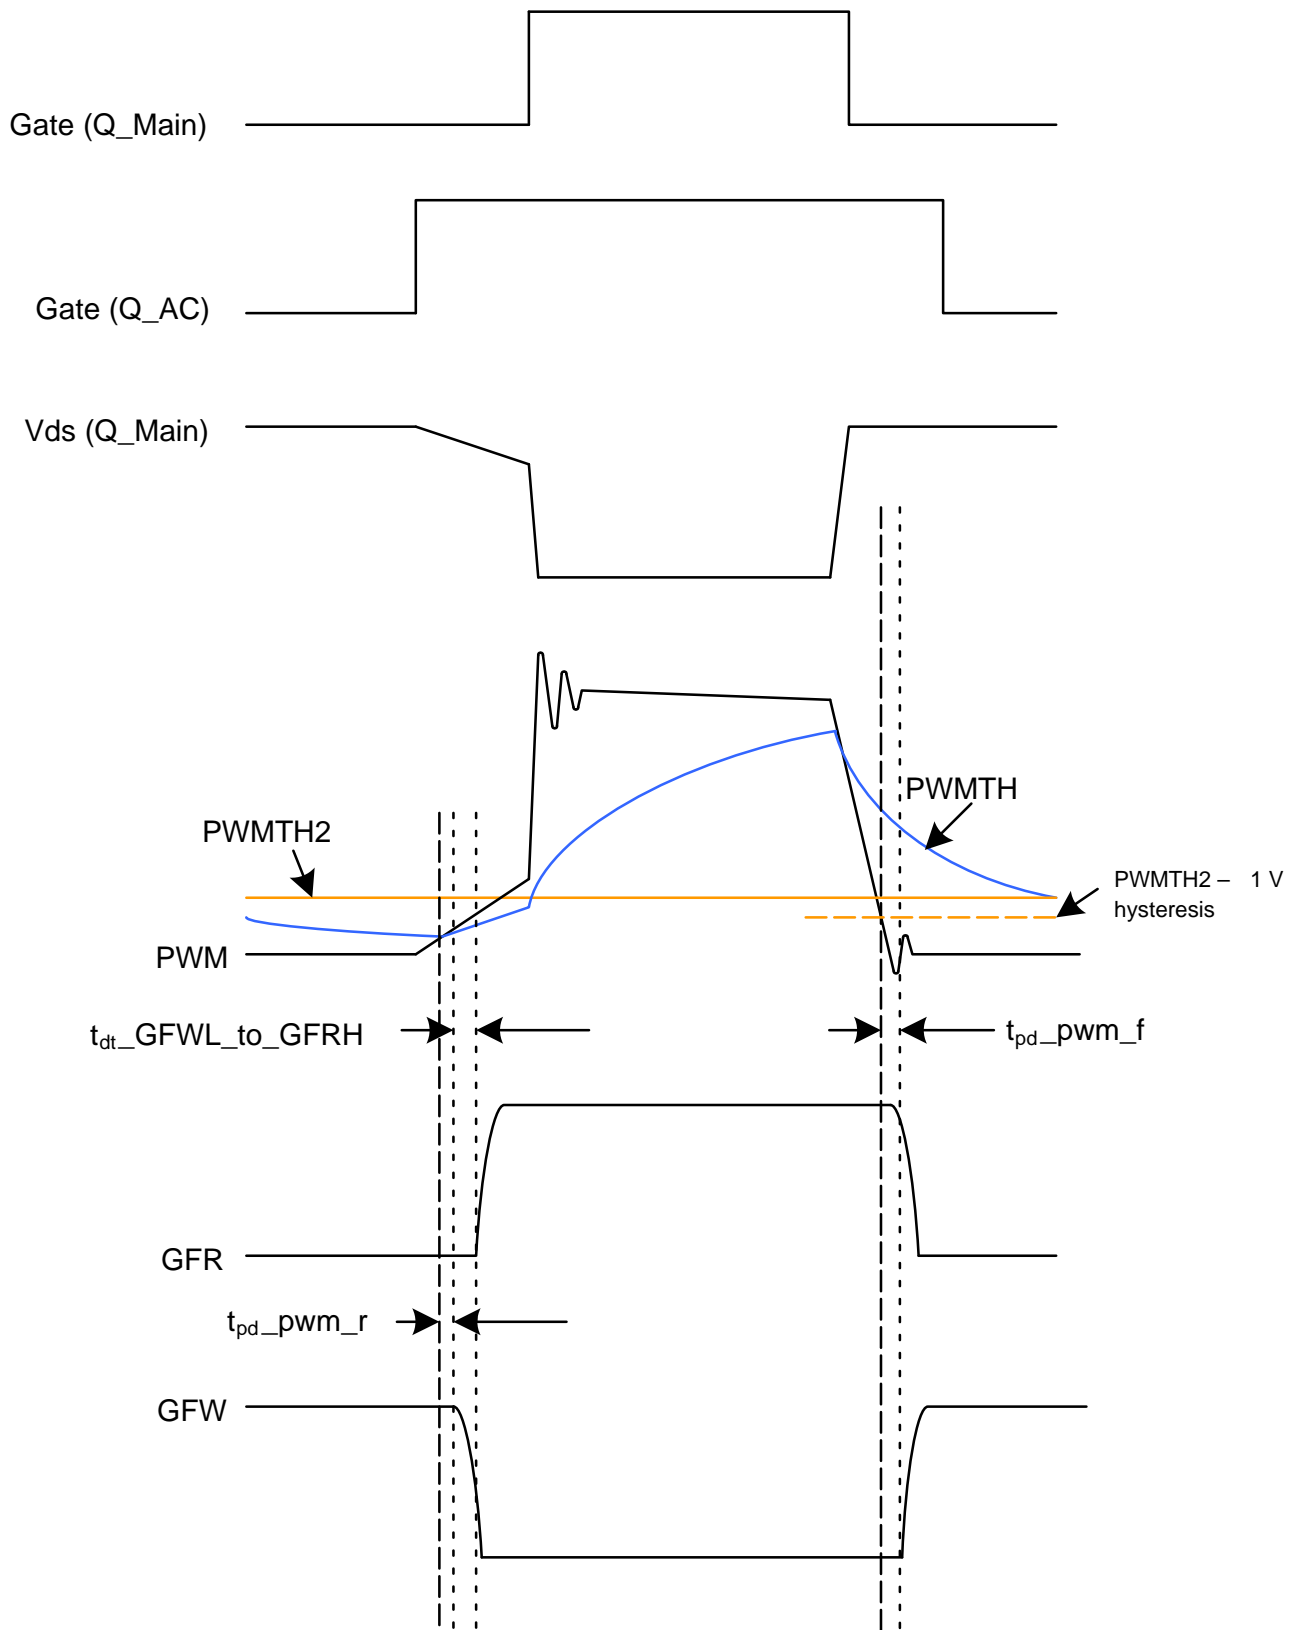 Gate (Q_Main)
Gate (Q_AC)
Vds (Q_Main)
PWMTH
PWMTH2
PWMTH2 – 1 V
hysteresis
PWM
tdt_GFWL_to_GFRH
tpd_pwm_f
GFR
tpd_pwm_r
GFW